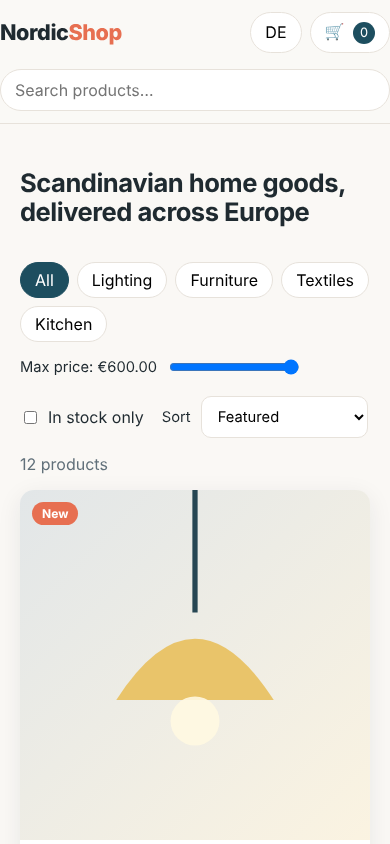 NordicShop
DE
0
Search products...
Scandinavian home goods,
delivered across Europe
All
Lighting
Furniture
Textiles
Kitchen
Max price: €600.00
In stock only
Sort
Featured
12 products
New